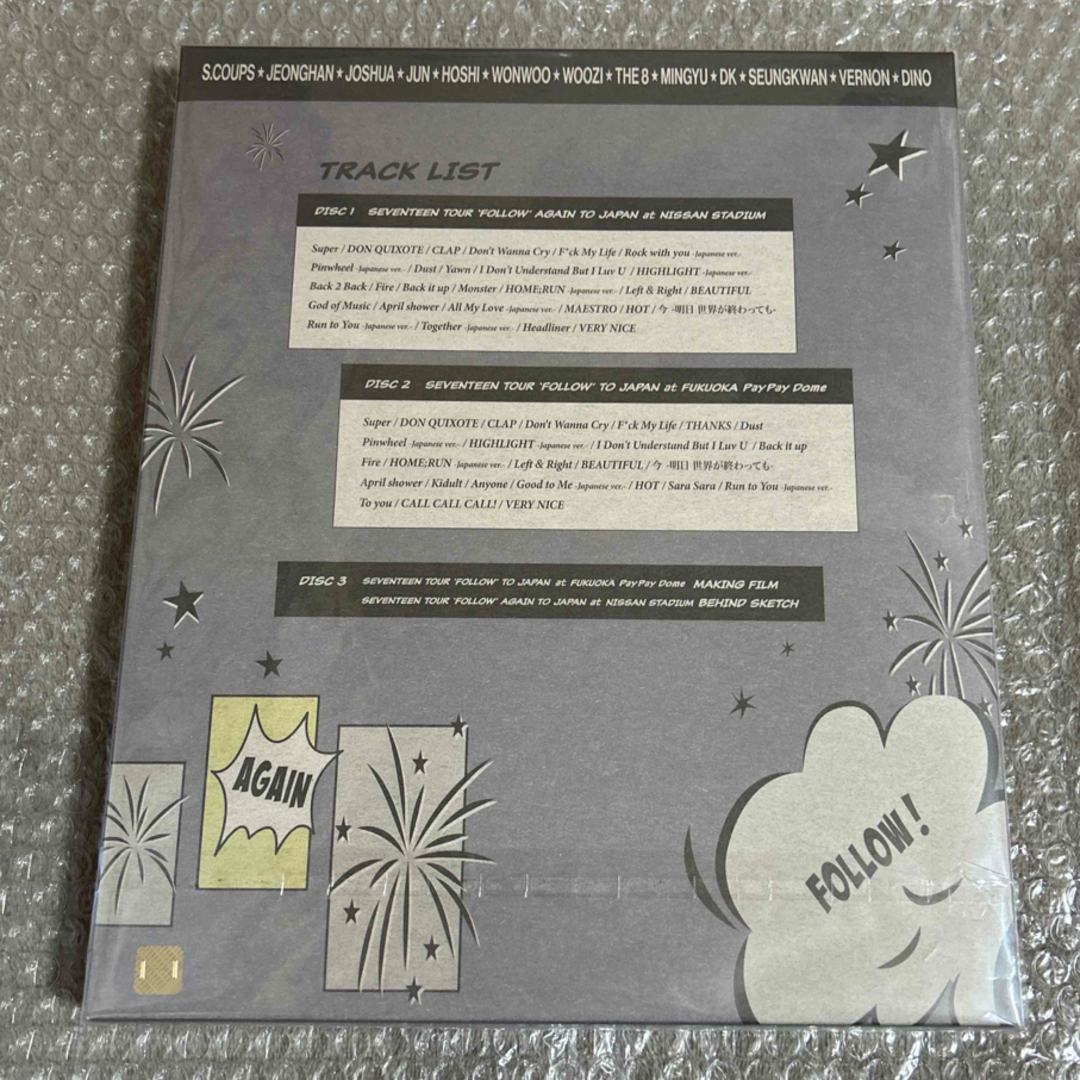 S.COUPS★JEONGHAN★JOSHUA★JUN★HOSHI★WONWOO★WOOZI★THE 8★MINGYU★DK★SEUNGKWAN★VERNON★DINO
TRACK LIST
DISC 1 SEVENTEEN TOUR 'FOLLOW' AGAIN TO JAPAN at NISSAN STADIUM
Super / DON QUIXOTE / CLAP / Don't Wanna Cry / F*ck My Life / Rock with you -Japanese ver.-
Pinwheel -Japanese ver.- / Dust / Yawn / I Don't Understand But I Luv U / HIGHLIGHT -Japanese ver.-
Back 2 Back / Fire / Back it up / Monster / HOME;RUN -Japanese ver.- / Left & Right / BEAUTIFUL
God of Music / April shower / All My Love -Japanese ver.- / MAESTRO / HOT / 今 -明日 世界が終わっても-
Run to You -Japanese ver.- / Together -Japanese ver.- / Headliner / VERY NICE
DISC 2 SEVENTEEN TOUR 'FOLLOW' TO JAPAN at FUKUOKA PayPay Dome
Super / DON QUIXOTE / CLAP / Don't Wanna Cry / F*ck My Life / THANKS / Dust
Pinwheel -Japanese ver.- / HIGHLIGHT -Japanese ver.- / I Don't Understand But I Luv U / Back it up
Fire / HOME;RUN -Japanese ver.- / Left & Right / BEAUTIFUL / 今 -明日 世界が終わっても-
April shower / Kidult / Anyone / Good to Me -Japanese ver.- / HOT / Sara Sara / Run to You -Japanese ver.-
To you / CALL CALL CALL! / VERY NICE
DISC 3 SEVENTEEN TOUR 'FOLLOW' TO JAPAN at FUKUOKA PayPay Dome MAKING FILM
SEVENTEEN TOUR 'FOLLOW' AGAIN TO JAPAN at NISSAN STADIUM BEHIND SKETCH
AGAIN
FOLLOW!